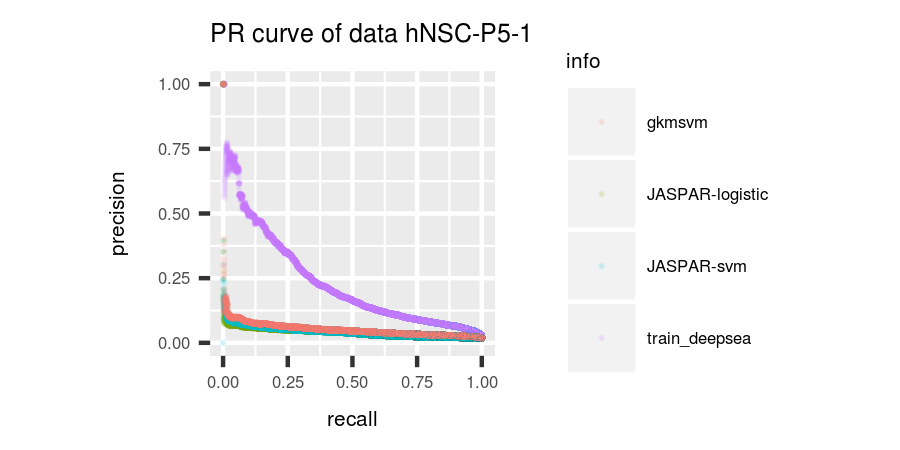 PR curve of data hNSC-P5-1
info
gkmsvm
JASPAR-logistic
JASPAR-svm
train_deepsea
precision
1.00
0.75
0.50
0.25
0.00
0.00 0.25 0.50 0.75 1.00
recall